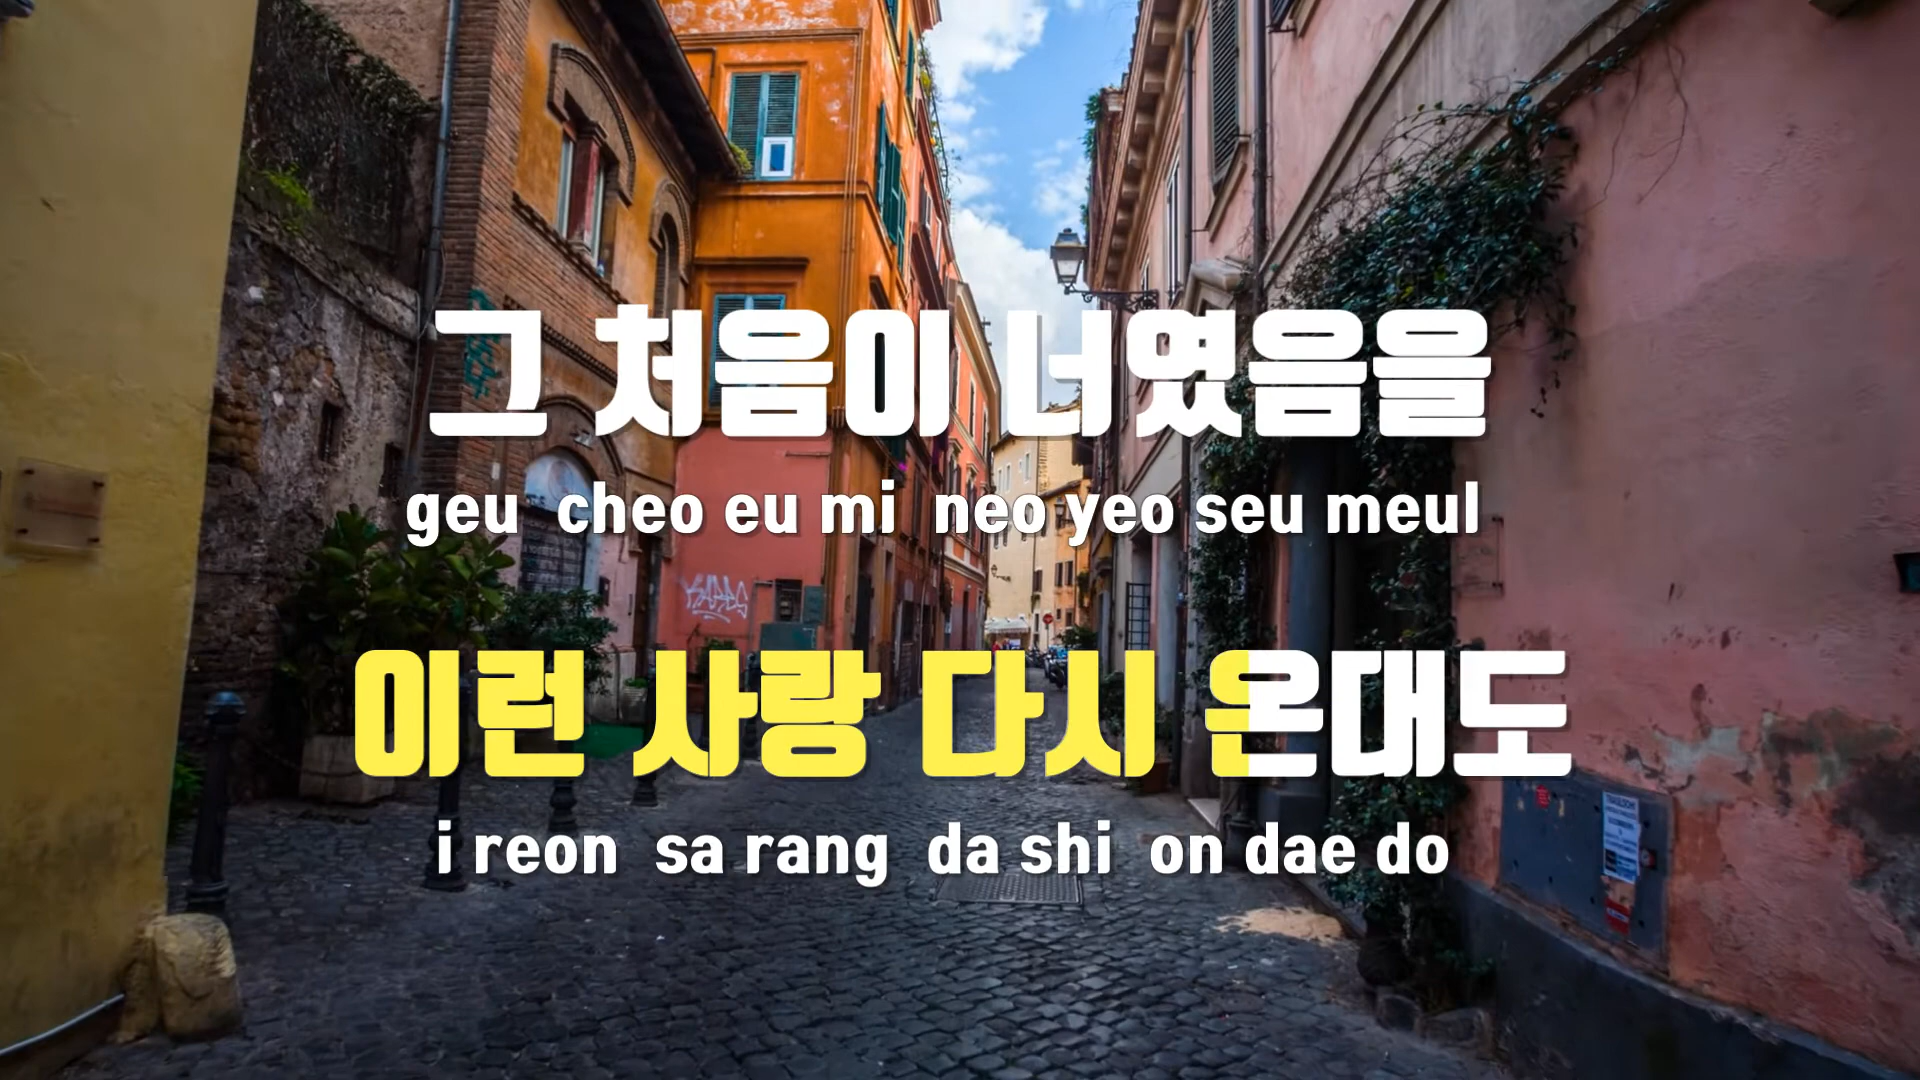 그 처음이 너였음을
geu cheo eu mi neo yeo seu meul
이런 사랑 다시 온대도
i reon sa rang da shi on dae do